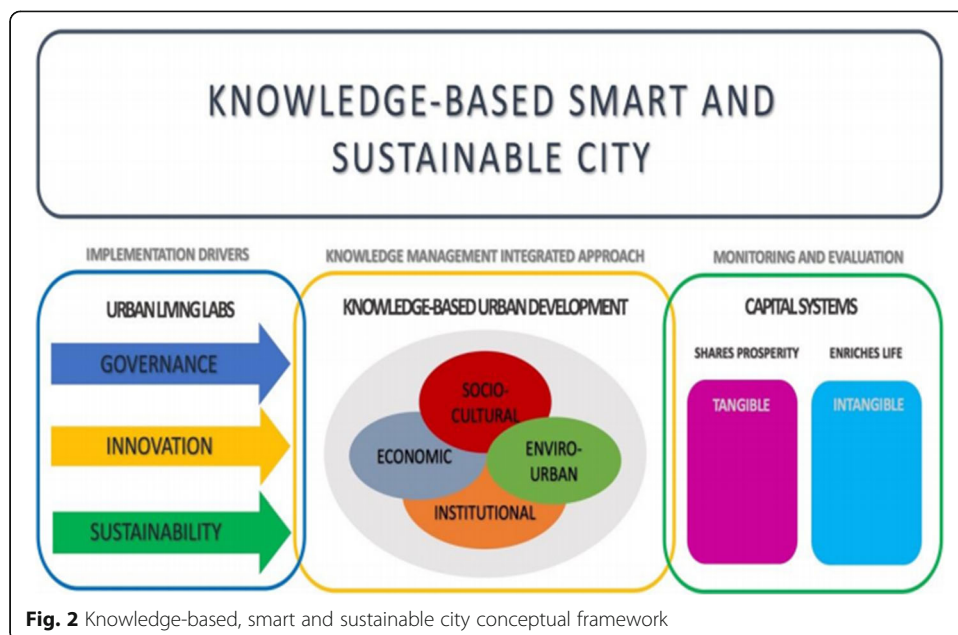 KNOWLEDGE-BASED SMART AND
SUSTAINABLE CITY
IMPLEMENTATION DRIVERS
URBAN LIVING LABS
GOVERNANCE
INNOVATION
SUSTAINABILITY
KNOWLEDGE MANAGEMENT INTEGRATED APPROACH
KNOWLEDGE-BASED URBAN DEVELOPMENT
SOCIO-
CULTURAL
ECONOMIC
ENVIRO-
URBAN
INSTITUTIONAL
MONITORING AND EVALUATION
CAPITAL SYSTEMS
SHARES PROSPERITY
ENRICHES LIFE
TANGIBLE
INTANGIBLE
Fig. 2 Knowledge-based, smart and sustainable city conceptual framework